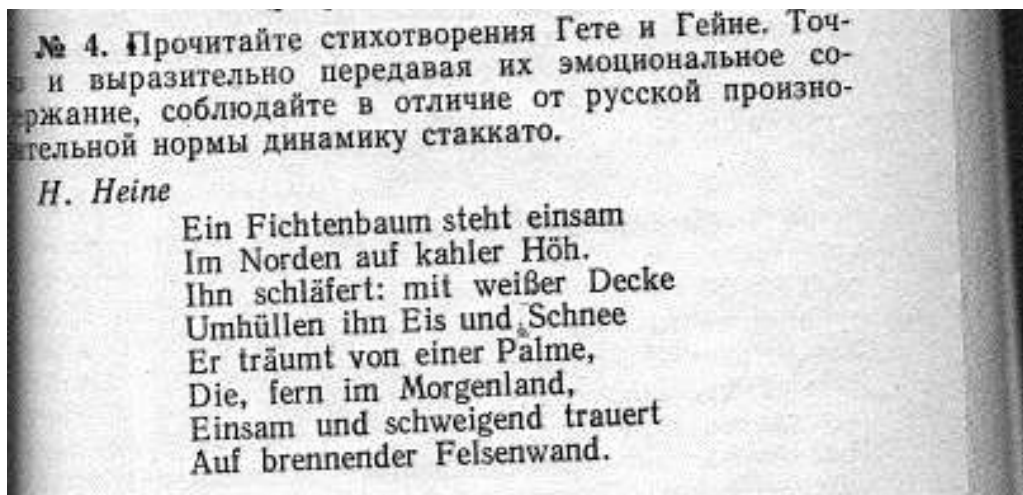 № 4. Прочитайте стихотворения Гете и Гейне. Точ-
о и выразительно передавая их эмоциональное со-
ержание, соблюдайте в отличие от русской произно-
ительной нормы динамику стаккато.
H. Heine
Ein Fichtenbaum steht einsam
Im Norden auf kahler Höh.
Ihn schläfert: mit weißer Decke
Umhüllen ihn Eis und Schnee
Er träumt von einer Palme,
Die, fern im Morgenland,
Einsam und schweigend trauert
Auf brennender Felsenwand.